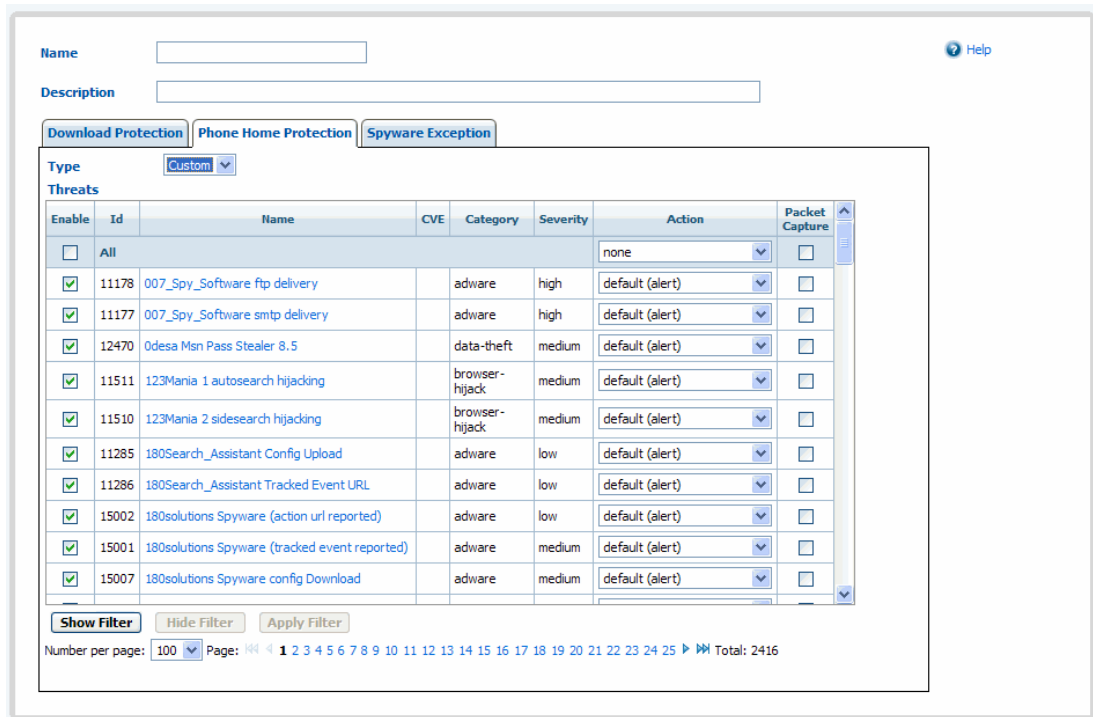 Name
Help
Description
Download Protection Phone Home Protection Spyware Exception
Type Custom
Threats
Enable Id Name CVE Category Severity Action Packet Capture
All none
11178 007_Spy_Software ftp delivery adware high default (alert)
11177 007_Spy_Software smtp delivery adware high default (alert)
12470 0desa Msn Pass Stealer 8.5 data-theft medium default (alert)
11511 123Mania 1 autosearch hijacking browser-hijack medium default (alert)
11510 123Mania 2 sidesearch hijacking browser-hijack medium default (alert)
11285 180Search_Assistant Config Upload adware low default (alert)
11286 180Search_Assistant Tracked Event URL adware low default (alert)
15002 180solutions Spyware (action url reported) adware low default (alert)
15001 180solutions Spyware (tracked event reported) adware medium default (alert)
15007 180solutions Spyware config Download adware medium default (alert)
Show Filter Hide Filter Apply Filter
Number per page: 100 Page: 1 2 3 4 5 6 7 8 9 10 11 12 13 14 15 16 17 18 19 20 21 22 23 24 25 Total: 2416